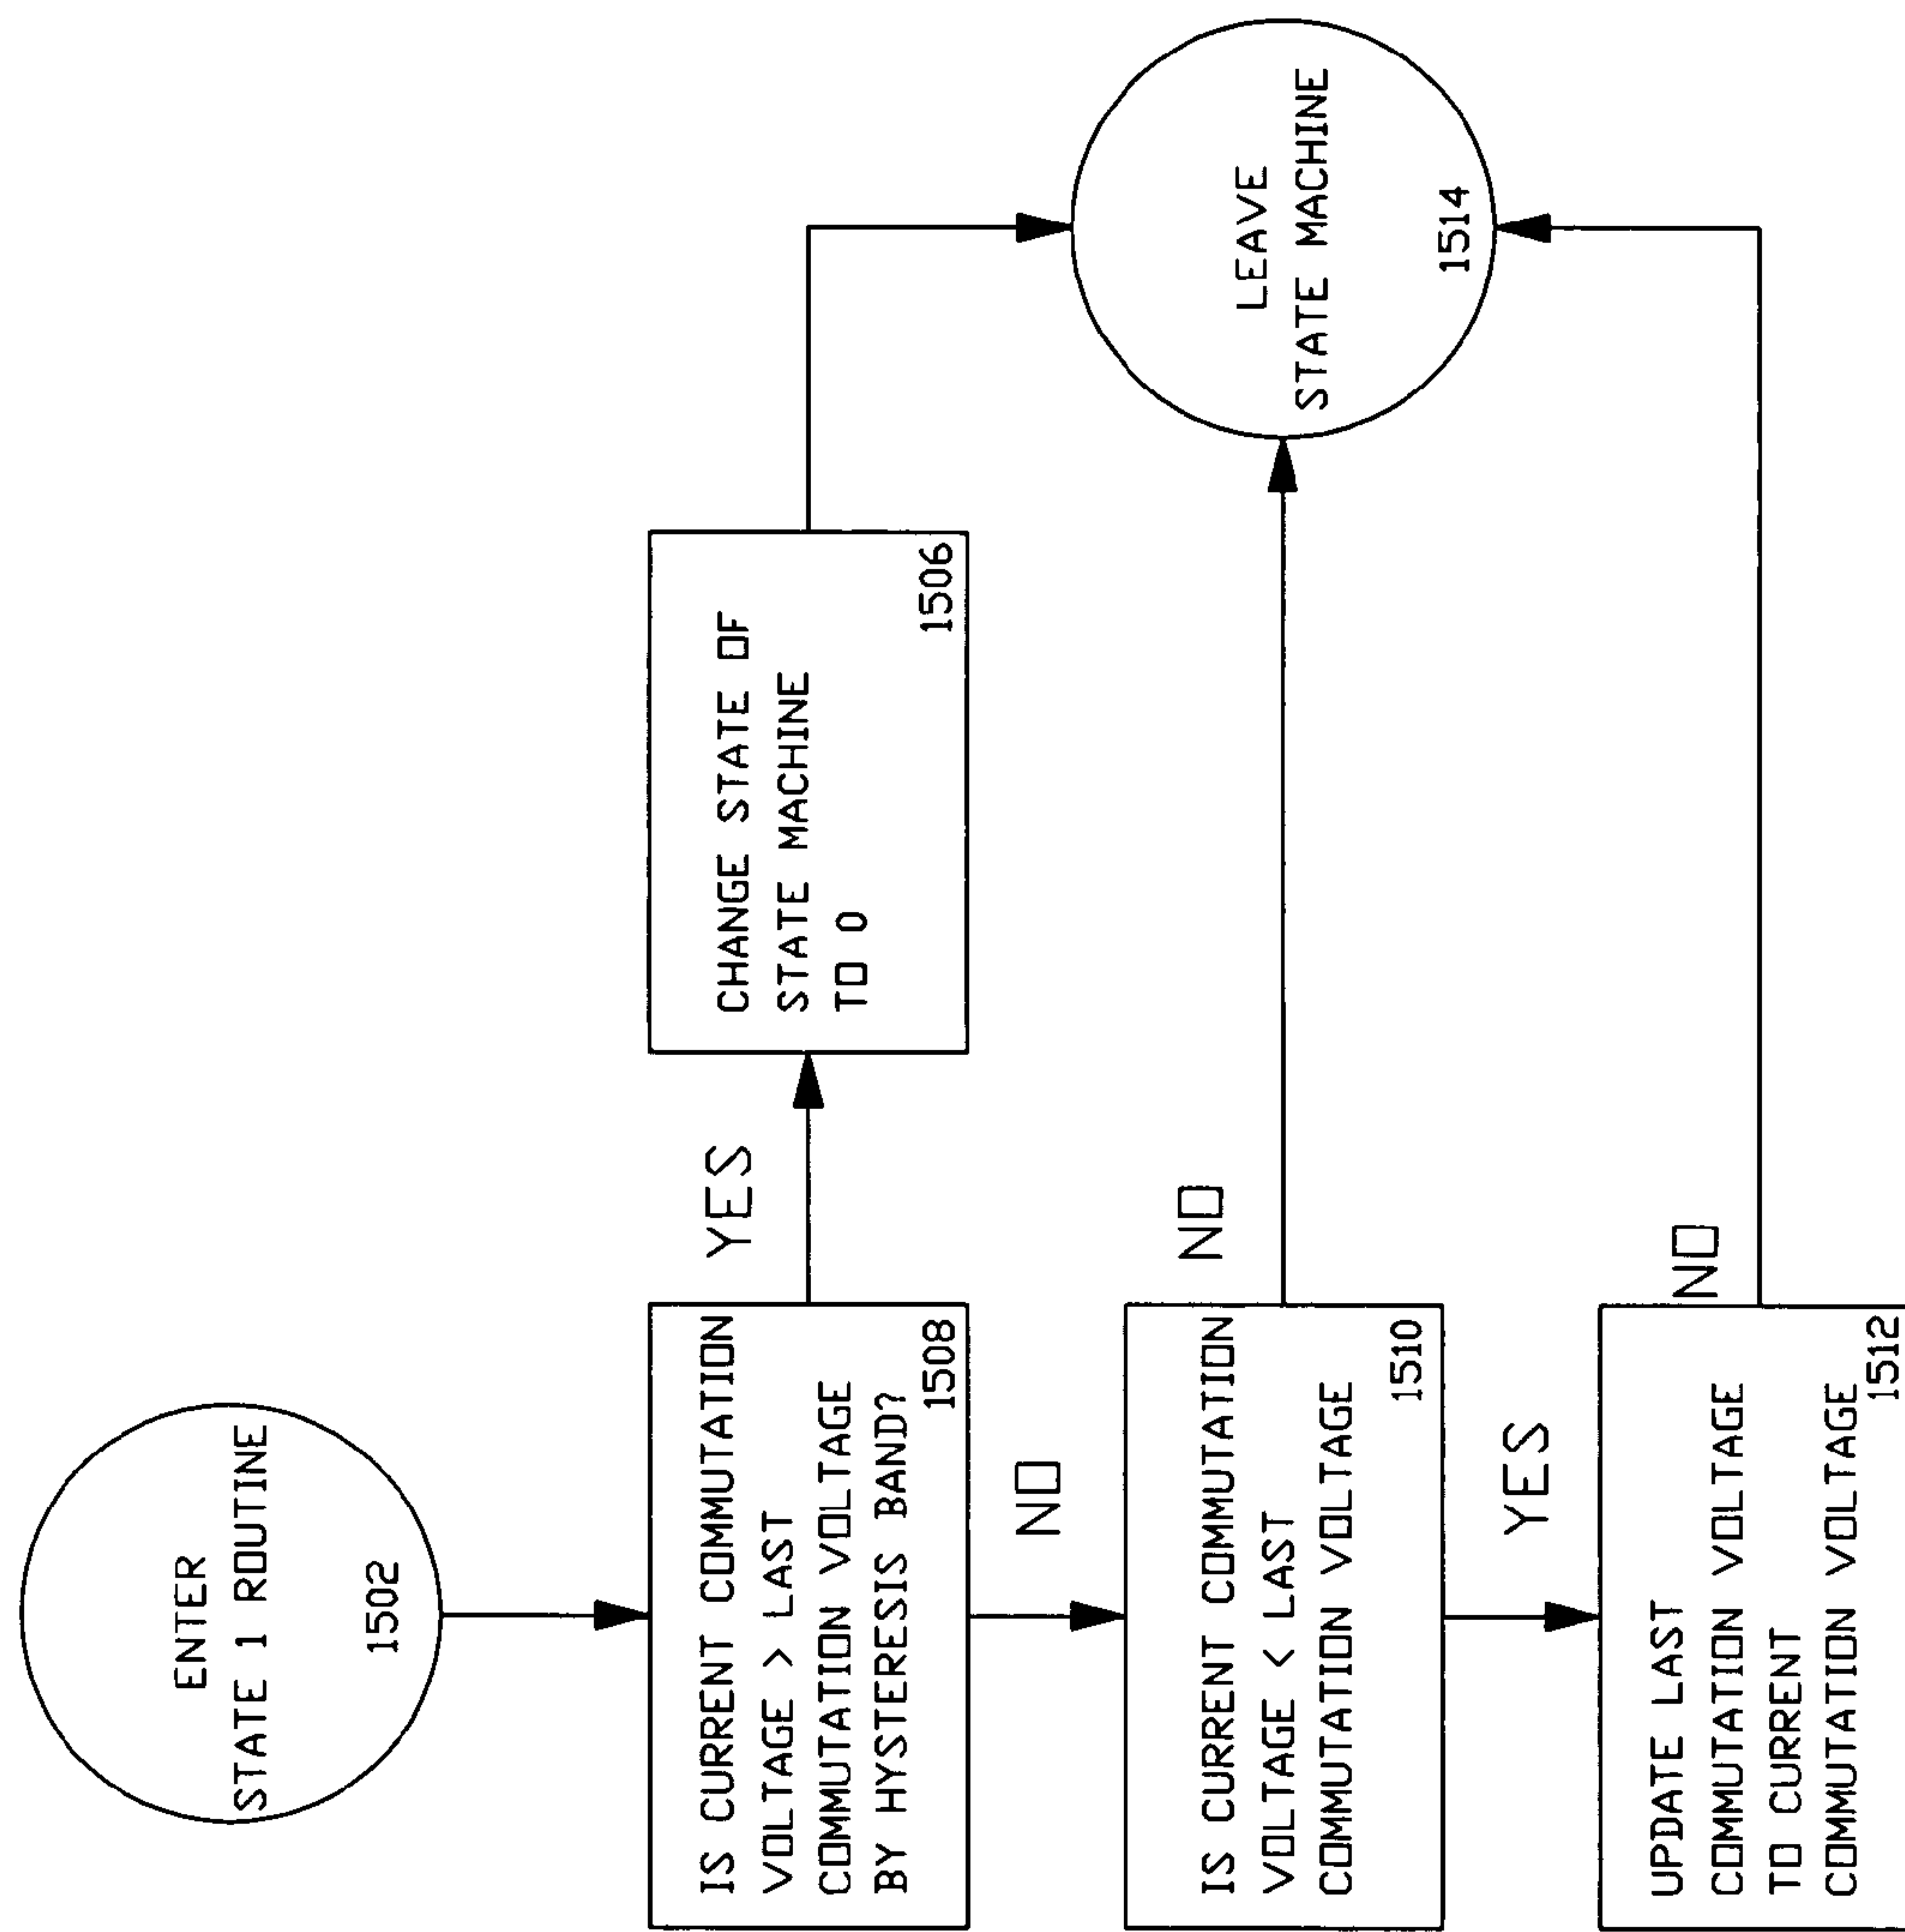 ENTER
STATE 1 ROUTINE
1502
IS CURRENT COMMUTATION
VOLTAGE > LAST
COMMUTATION VOLTAGE
BY HYSTERESIS BAND?
1508
YES
CHANGE STATE OF
STATE MACHINE
TO 0
1506
NO
IS CURRENT COMMUTATION
VOLTAGE < LAST
COMMUTATION VOLTAGE
1510
NO
LEAVE
STATE MACHINE
1514
YES
UPDATE LAST
COMMUTATION VOLTAGE
TO CURRENT
COMMUTATION VOLTAGE
1512
NO